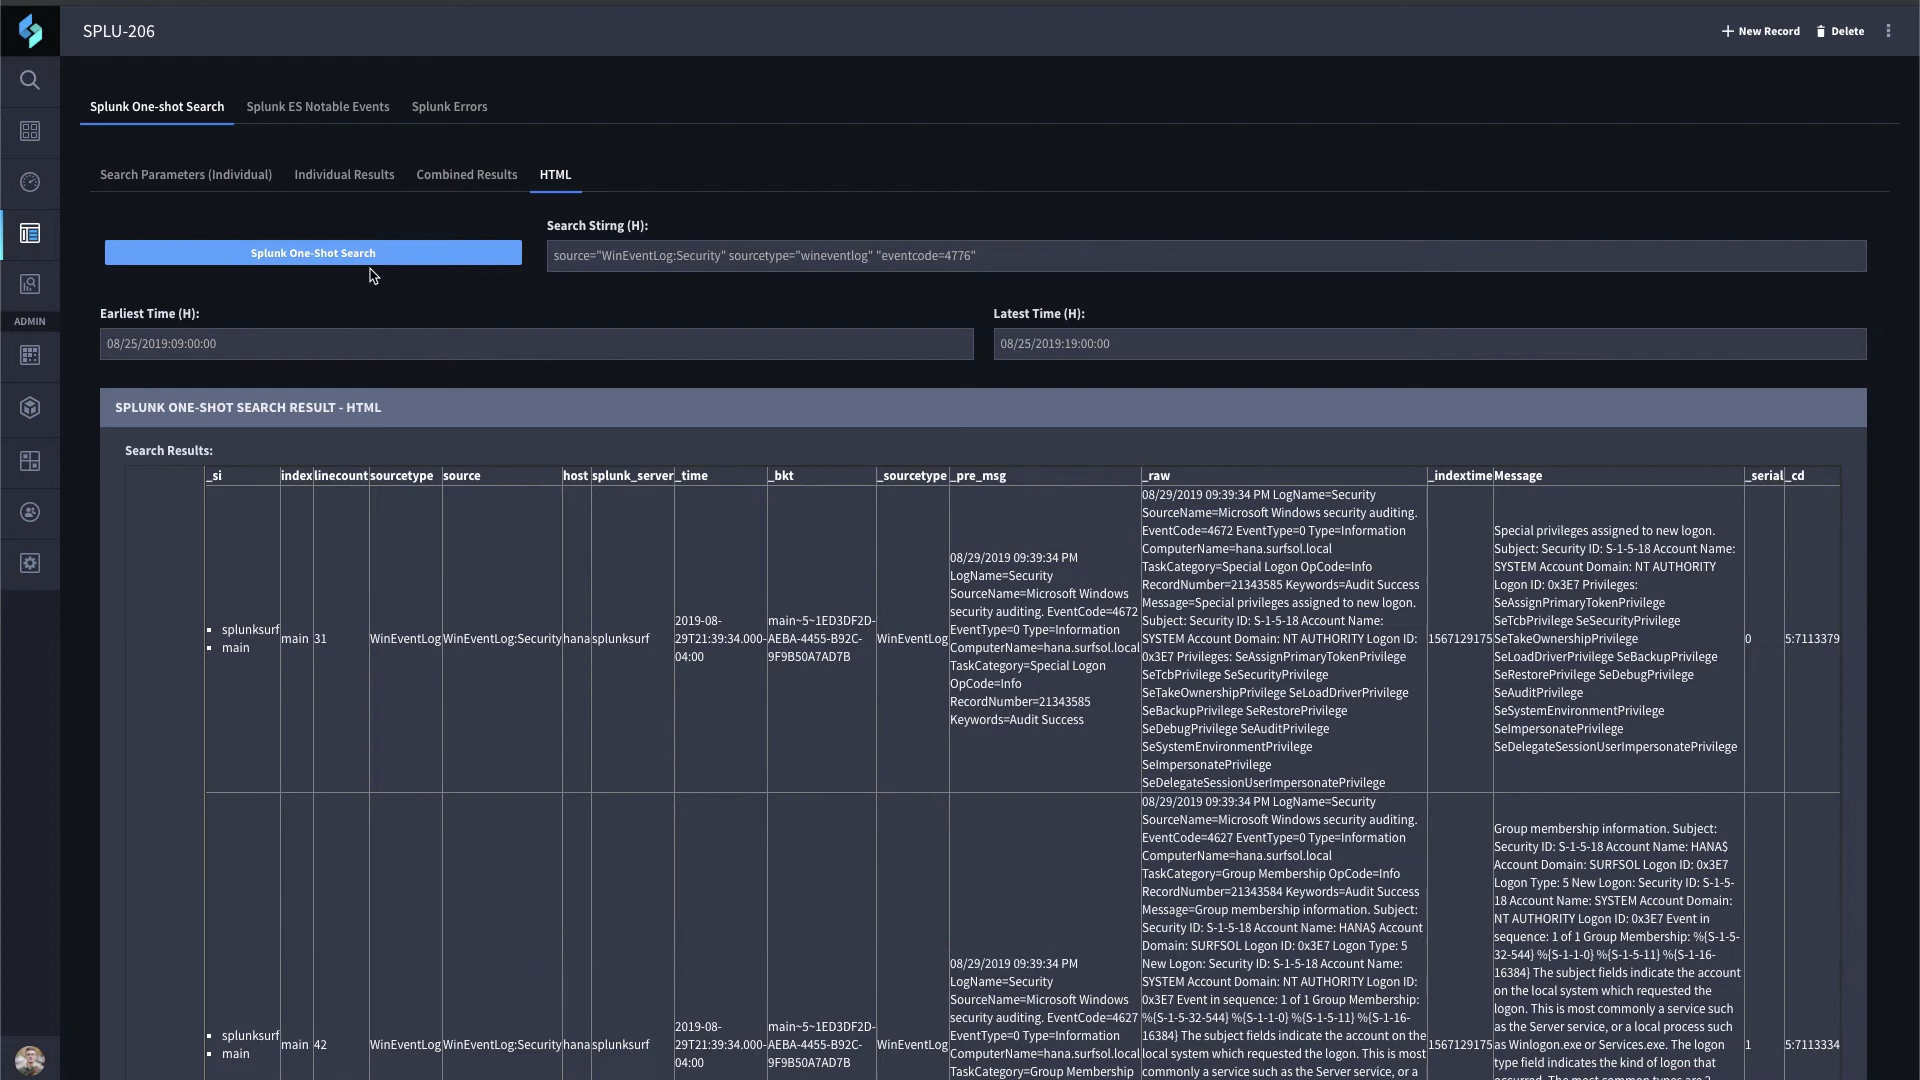 SPLU-206
New Record
Delete
Splunk One-shot Search
Splunk ES Notable Events
Splunk Errors
Search Parameters (Individual)
Individual Results
Combined Results
HTML
Search Stirng (H):
Splunk One-Shot Search
source="WinEventLog:Security" sourcetype="wineventlog" "eventcode=4776"
Earliest Time (H):
Latest Time (H):
08/25/2019:09:00:00
08/25/2019:19:00:00
ADMIN
SPLUNK ONE-SHOT SEARCH RESULT - HTML
Search Results:
_si
index
linecount
sourcetype
source
host
splunk_server
_time
_bkt
_sourcetype
_pre_msg
_raw
_indextime
Message
_serial
_cd
splunksurf
main
main
31
WinEventLog
WinEventLog:Security
hana
splunksurf
2019-08-
29T21:39:34.000-
04:00
main~5~1ED3DF2D-
AEBA-4455-B92C-
9F9B50A7AD7B
WinEventLog
08/29/2019 09:39:34 PM
LogName=Security
SourceName=Microsoft Windows
security auditing. EventCode=4672
EventType=0 Type=Information
ComputerName=hana.surfsol.local
TaskCategory=Special Logon
OpCode=Info
RecordNumber=21343585
Keywords=Audit Success
08/29/2019 09:39:34 PM LogName=Security
SourceName=Microsoft Windows security auditing.
EventCode=4672 EventType=0 Type=Information
ComputerName=hana.surfsol.local
TaskCategory=Special Logon OpCode=Info
RecordNumber=21343585 Keywords=Audit Success
Message=Special privileges assigned to new logon.
Subject: Security ID: S-1-5-18 Account Name:
SYSTEM Account Domain: NT AUTHORITY Logon ID:
0x3E7 Privileges: SeAssignPrimaryTokenPrivilege
SeTcbPrivilege SeSecurityPrivilege
SeTakeOwnershipPrivilege SeLoadDriverPrivilege
SeBackupPrivilege SeRestorePrivilege
SeDebugPrivilege SeAuditPrivilege
SeSystemEnvironmentPrivilege
SeImpersonatePrivilege
SeDelegateSessionUserImpersonatePrivilege
1567129175
Special privileges assigned to new logon.
Subject: Security ID: S-1-5-18 Account Name:
SYSTEM Account Domain: NT AUTHORITY
Logon ID: 0x3E7 Privileges:
SeAssignPrimaryTokenPrivilege
SeTcbPrivilege SeSecurityPrivilege
SeTakeOwnershipPrivilege
SeLoadDriverPrivilege SeBackupPrivilege
SeRestorePrivilege SeDebugPrivilege
SeAuditPrivilege
SeSystemEnvironmentPrivilege
SeImpersonatePrivilege
SeDelegateSessionUserImpersonatePrivilege
0
5:7113379
splunksurf
main
main
42
WinEventLog
WinEventLog:Security
hana
splunksurf
2019-08-
29T21:39:34.000-
04:00
main~5~1ED3DF2D-
AEBA-4455-B92C-
9F9B50A7AD7B
WinEventLog
08/29/2019 09:39:34 PM
LogName=Security
SourceName=Microsoft Windows
security auditing. EventCode=4627
EventType=0 Type=Information
ComputerName=hana.surfsol.local
TaskCategory=Group Membership
08/29/2019 09:39:34 PM LogName=Security
SourceName=Microsoft Windows security auditing.
EventCode=4627 EventType=0 Type=Information
ComputerName=hana.surfsol.local
TaskCategory=Group Membership OpCode=Info
RecordNumber=21343584 Keywords=Audit Success
Message=Group membership information. Subject:
Security ID: S-1-5-18 Account Name: HANA$ Account
Domain: SURFSOL Logon ID: 0x3E7 Logon Type: 5
New Logon: Security ID: S-1-5-18 Account Name:
SYSTEM Account Domain: NT AUTHORITY Logon ID:
0x3E7 Event in sequence: 1 of 1 Group Membership:
%{S-1-5-32-544} %{S-1-1-0} %{S-1-5-11} %{S-1-16-
16384} The subject fields indicate the account on the
local system which requested the logon. This is most
commonly a service such as the Server service, or a
1567129175
Group membership information. Subject:
Security ID: S-1-5-18 Account Name: HANA$
Account Domain: SURFSOL Logon ID: 0x3E7
Logon Type: 5 New Logon: Security ID: S-1-5-
18 Account Name: SYSTEM Account Domain:
NT AUTHORITY Logon ID: 0x3E7 Event in
sequence: 1 of 1 Group Membership: %{S-1-5-
32-544} %{S-1-1-0} %{S-1-5-11} %{S-1-16-
16384} The subject fields indicate the account
on the local system which requested the
logon. This is most commonly a service such
as the Server service, or a local process such
as Winlogon.exe or Services.exe. The logon
type field indicates the kind of logon that
1
5:7113334